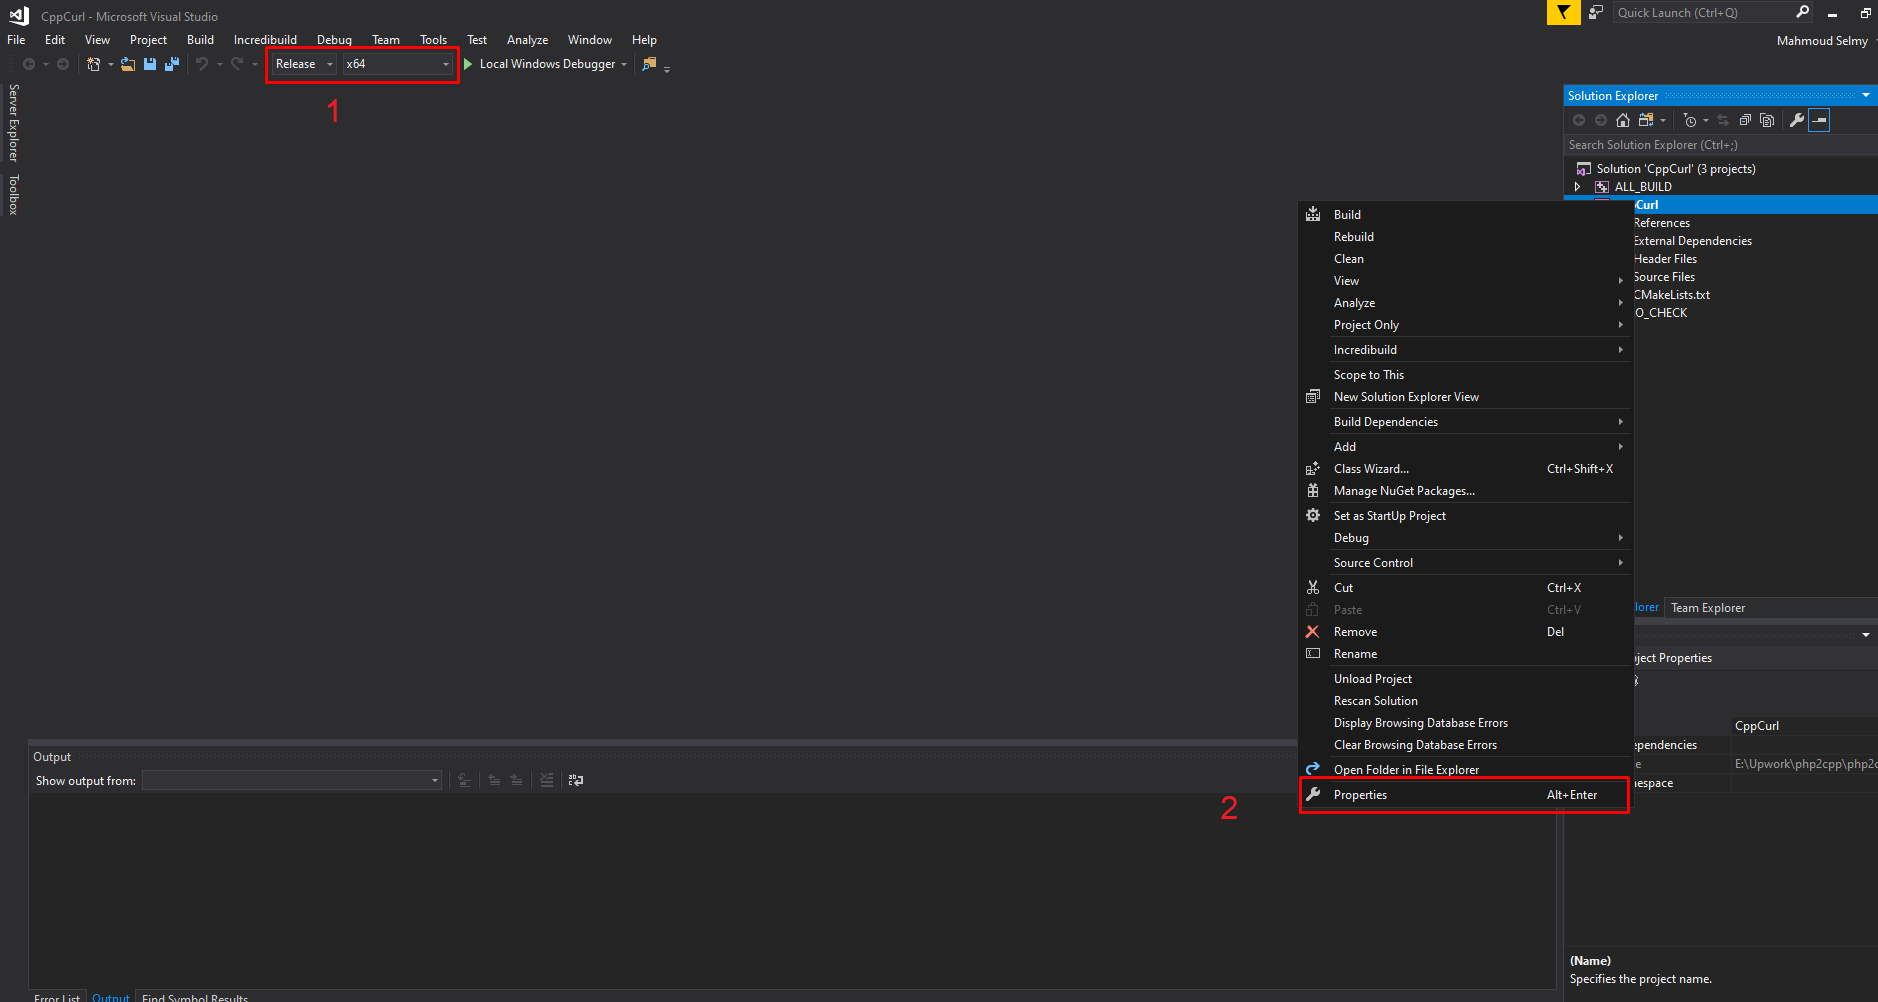 CppCurl - Microsoft Visual Studio
Quick Launch (Ctrl+Q)
File Edit View Project Build Incredibuild Debug Team Tools Test Analyze Window Help
Mahmoud Selmy
Release x64 Local Windows Debugger
1
Server Explorer
Toolbox
Solution Explorer
Search Solution Explorer (Ctrl+;)
Solution 'CppCurl' (3 projects)
ALL_BUILD
Curl
References
External Dependencies
Header Files
Source Files
CMakeLists.txt
O_CHECK
Build
Rebuild
Clean
View
Analyze
Project Only
Incredibuild
Scope to This
New Solution Explorer View
Build Dependencies
Add
Class Wizard... Ctrl+Shift+X
Manage NuGet Packages...
Set as StartUp Project
Debug
Source Control
Cut Ctrl+X
Paste Ctrl+V
Remove Del
Rename
Unload Project
Rescan Solution
Display Browsing Database Errors
Clear Browsing Database Errors
Open Folder in File Explorer
Properties Alt+Enter
2
lorer Team Explorer
ject Properties
CppCurl
ependencies
e E:\Upwork\php2cpp\php2c
espace
(Name)
Specifies the project name.
Output
Show output from:
Error List Output Find Symbol Results